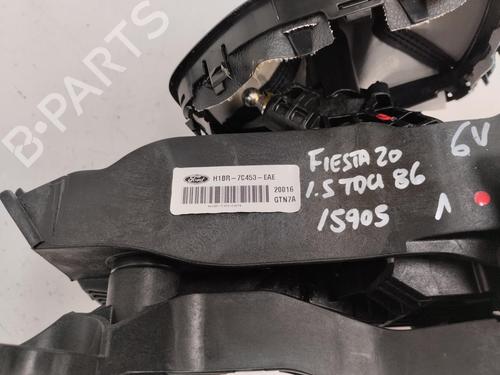 B-PARTS
Ford
H1BR-7C453-EAE
20016
GTN7A
FIESTA 20
1.5 TDCi 86
15905
6V
1